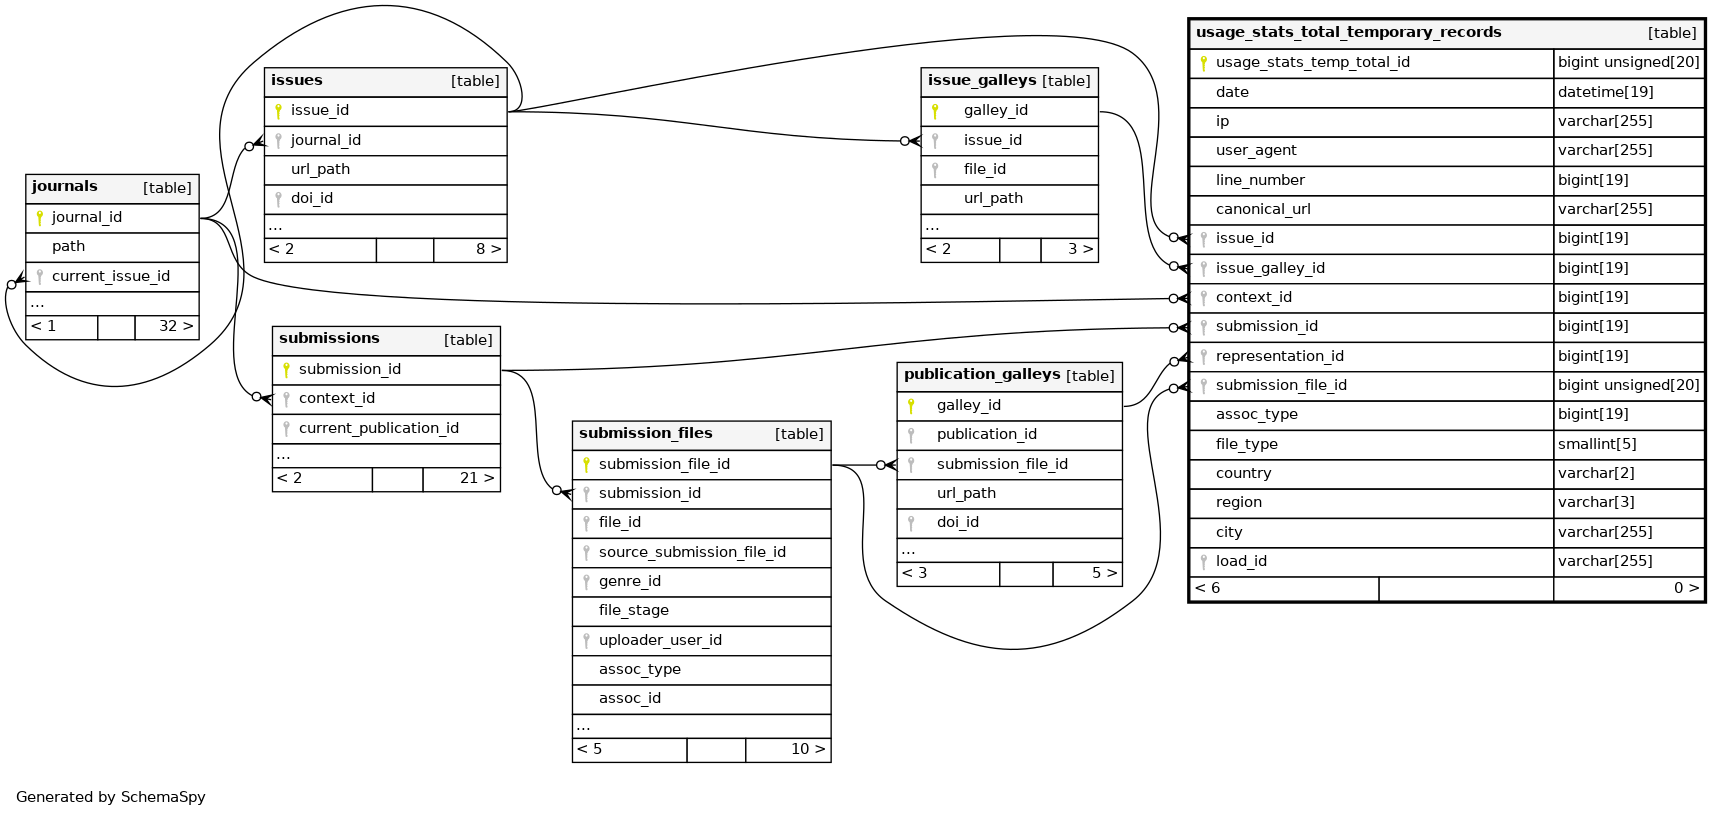 issues [table]
issue_id
journal_id
url_path
doi_id
...
< 2 8 >
journals [table]
journal_id
path
current_issue_id
...
< 1 32 >
submissions [table]
submission_id
context_id
current_publication_id
...
< 2 21 >
submission_files [table]
submission_file_id
submission_id
file_id
source_submission_file_id
genre_id
file_stage
uploader_user_id
assoc_type
assoc_id
...
< 5 10 >
issue_galleys [table]
galley_id
issue_id
file_id
url_path
...
< 2 3 >
publication_galleys [table]
galley_id
publication_id
submission_file_id
url_path
doi_id
...
< 3 5 >
usage_stats_total_temporary_records [table]
usage_stats_temp_total_id bigint unsigned[20]
date datetime[19]
ip varchar[255]
user_agent varchar[255]
line_number bigint[19]
canonical_url varchar[255]
issue_id bigint[19]
issue_galley_id bigint[19]
context_id bigint[19]
submission_id bigint[19]
representation_id bigint[19]
submission_file_id bigint unsigned[20]
assoc_type bigint[19]
file_type smallint[5]
country varchar[2]
region varchar[3]
city varchar[255]
load_id varchar[255]
< 6 0 >
Generated by SchemaSpy